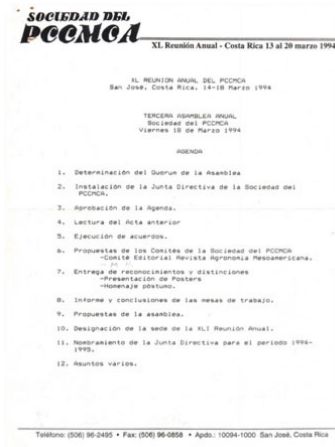 SOCIEDAD DEL
PCCMCA
XL Reunión Anual - Costa Rica 13 al 20 marzo 1994
XL REUNION ANUAL DEL PCCMCA
San José, Costa Rica, 14-18 Marzo 1994
TERCERA ASAMBLEA ANUAL
Sociedad del PCCMCA
Viernes 18 de Marzo 1994
AGENDA
1. Determinación del Quorum de la Asamblea
2. Instalación de la Junta Directiva de la Sociedad del
PCCMCA.
3. Aprobación de la Agenda.
4. Lectura del Acta anterior
5. Ejecución de acuerdos.
6. Propuestas de los Comités de la Sociedad del PCCMCA
-Comité Editorial Revista Agronomía Mesoamericana.
7. Entrega de reconocimientos y distinciones
-Presentación de Posters
-Homenaje póstumo.
8. Informe y conclusiones de las mesas de trabajo.
9. Propuestas de la asamblea.
10. Designación de la sede de la XLI Reunión Anual.
11. Nombramiento de la Junta Directiva para el periodo 1994-
1995.
12. Asuntos varios.
Teléfono: (506) 96-2495 • Fax: (506) 96-0858 • Apdo.: 10094-1000 San José, Costa Rica